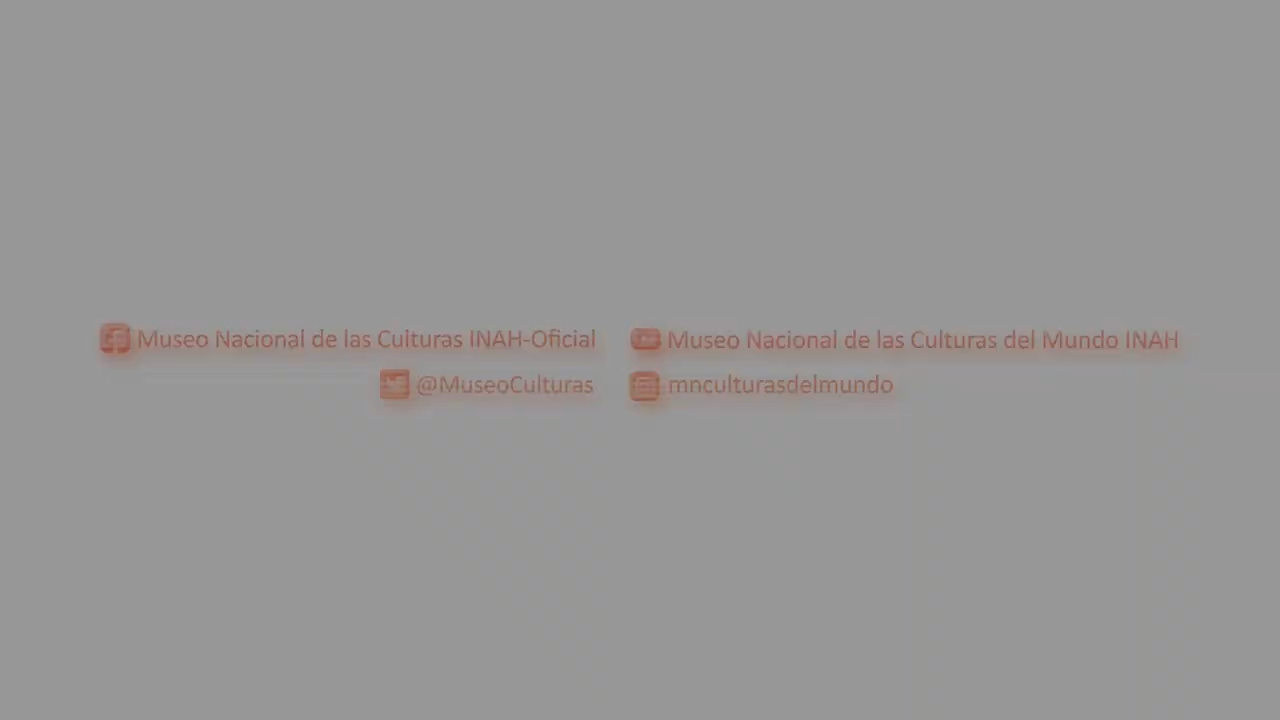 Museo Nacional de las Culturas INAH-Oficial
Museo Nacional de las Culturas del Mundo INAH
@MuseoCulturas
mnculturasdelmundo